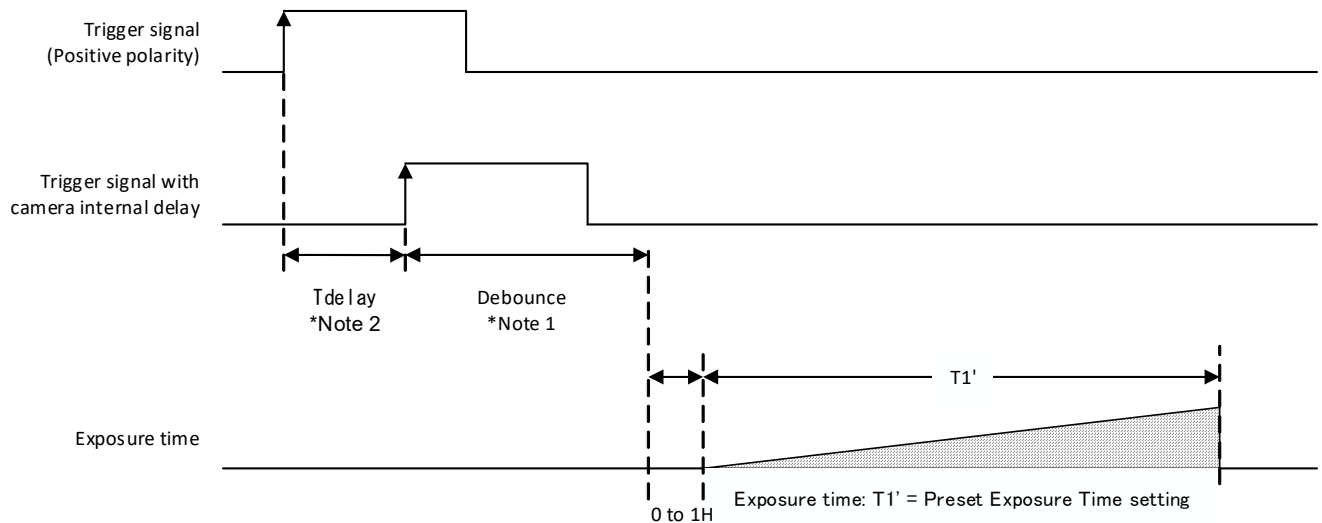 Trigger signal
(Positive polarity)
Trigger signal with
camera internal delay
Tdelay
*Note 2
Debounce
*Note 1
T1'
Exposure time
Exposure time: T1' = Preset Exposure Time setting
0 to 1H